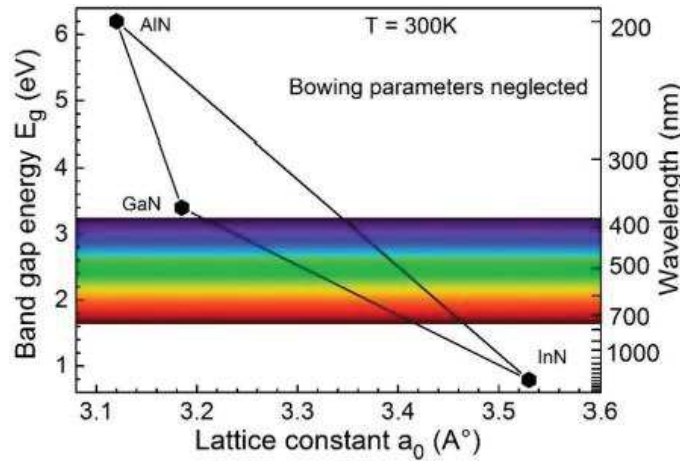 AlN
T = 300K
Bowing parameters neglected
GaN
InN
Band gap energy E_g (eV)
6
5
4
3
2
1
200
300
400
500
700
1000
Wavelength (nm)
3.1 3.2 3.3 3.4 3.5 3.6
Lattice constant a_0 (A°)